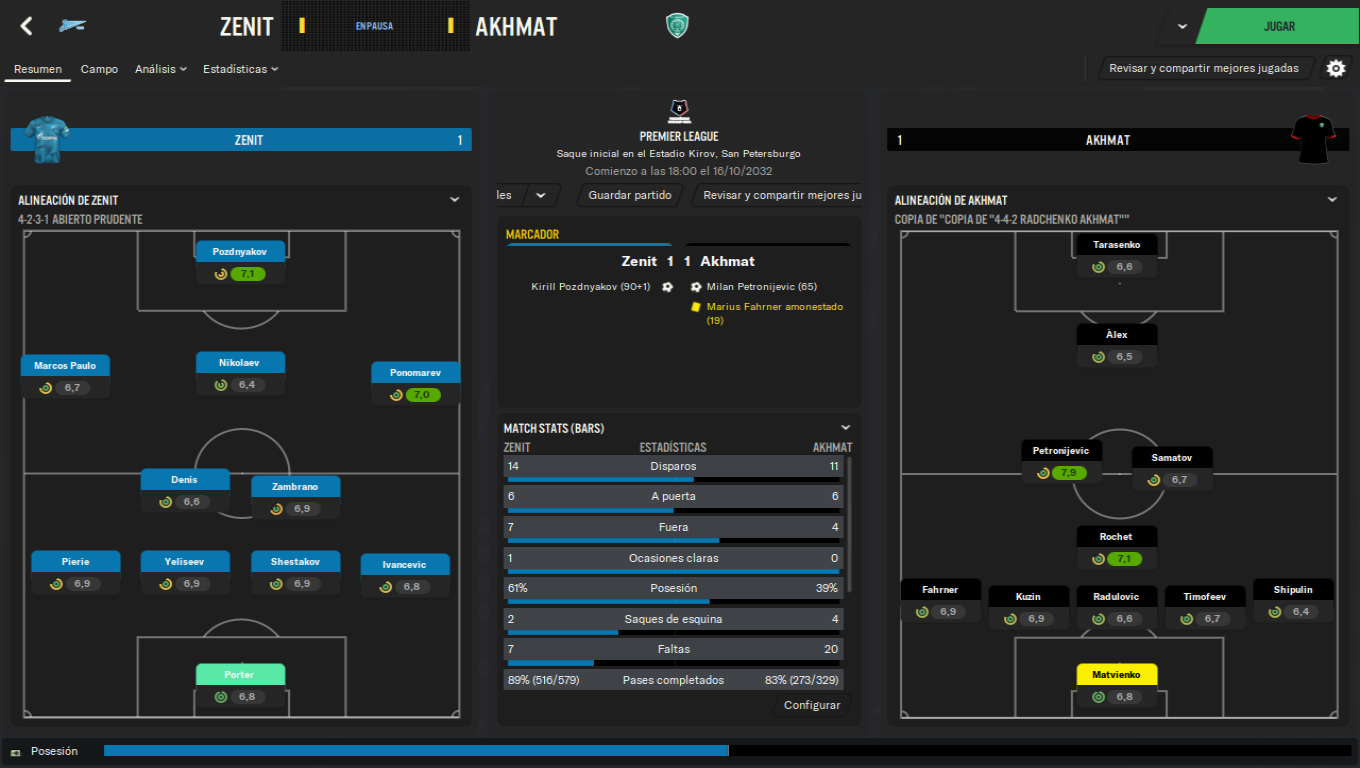 ZENIT
EN PAUSA
AKHMAT
JUGAR
Resumen
Campo
Análisis
Estadísticas
Revisar y compartir mejores jugadas
ZENIT
1
PREMIER LEAGUE
Saque inicial en el Estadio Kirov, San Petersburgo
Comienzo a las 18:00 el 16/10/2032
les
Guardar partido
Revisar y compartir mejores ju
1
AKHMAT
ALINEACIÓN DE ZENIT
4-2-3-1 ABIERTO PRUDENTE
Pozdnyakov
7,1
Marcos Paulo
6,7
Nikolaev
6,4
Ponomarev
7,0
Denis
6,6
Zambrano
6,9
Pierie
6,9
Yeliseev
6,9
Shestakov
6,9
Ivancevic
6,8
Porter
6,8
MARCADOR
Zenit 1 1 Akhmat
Kirill Pozdnyakov (90+1)
Milan Petronijevic (65)
Marius Fahrner amonestado
(19)
MATCH STATS (BARS)
ZENIT ESTADÍSTICAS AKHMAT
14 Disparos 11
6 A puerta 6
7 Fuera 4
1 Ocasiones claras 0
61% Posesión 39%
2 Saques de esquina 4
7 Faltas 20
89% (516/579) Pases completados 83% (273/329)
Configurar
ALINEACIÓN DE AKHMAT
COPIA DE "COPIA DE "4-4-2 RADCHENKO AKHMAT""
Tarasenko
6,6
Àlex
6,5
Petronijevic
7,9
Samatov
6,7
Rochet
7,1
Fahrner
6,9
Kuzin
6,9
Radulovic
6,6
Timofeev
6,7
Shipulin
6,4
Matvienko
6,8
Posesión